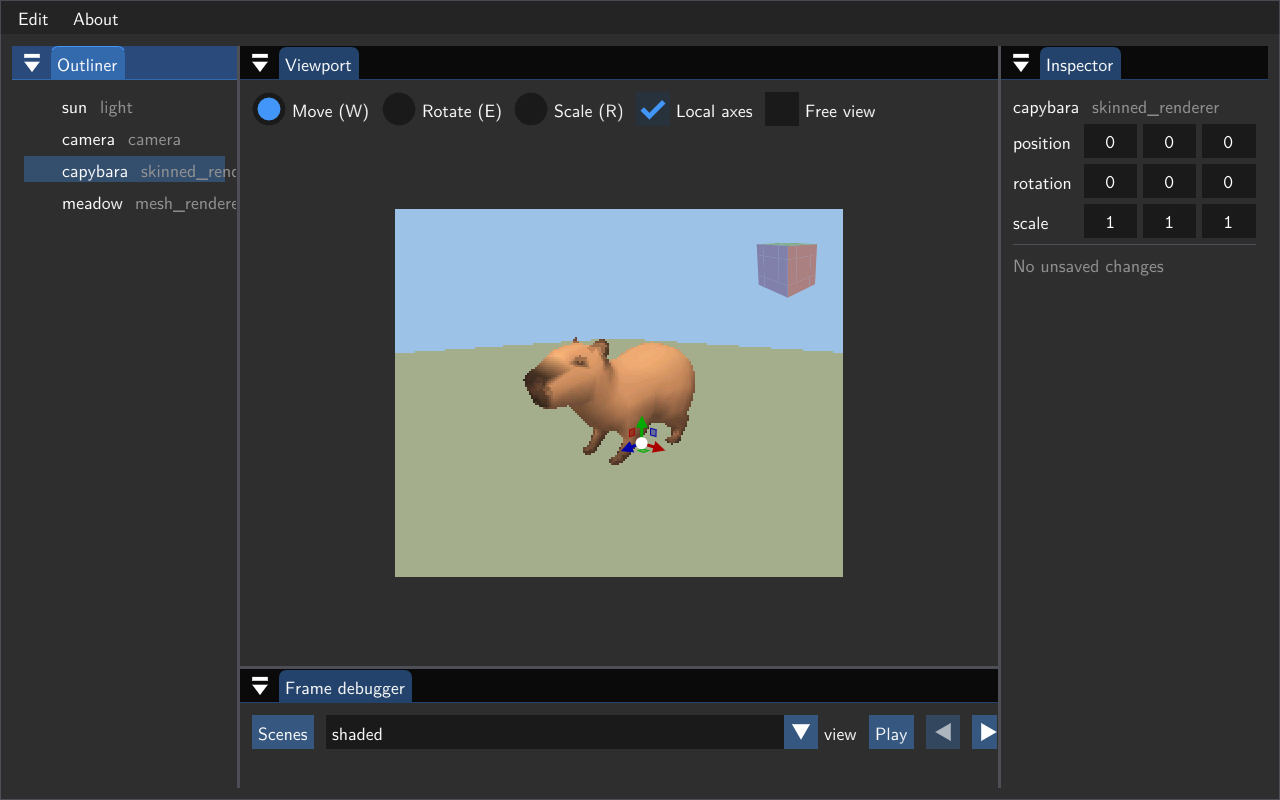 Edit About
Outliner
sun light
camera camera
capybara skinned_rend
meadow mesh_rendere
Viewport
Move (W) Rotate (E) Scale (R) Local axes Free view
Frame debugger
Scenes shaded view Play
Inspector
capybara skinned_renderer
position 0 0 0
rotation 0 0 0
scale 1 1 1
No unsaved changes